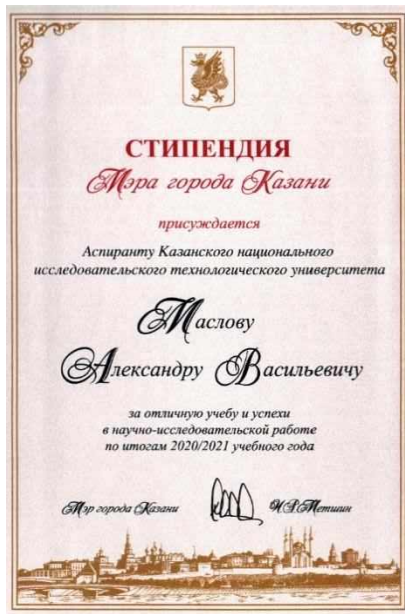 СТИПЕНДИЯ
Мэра города Казани
присуждается
Аспиранту Казанского национального
исследовательского технологического университета
Маслову
Александру Васильевичу
за отличную учебу и успехи
в научно-исследовательской работе
по итогам 2020/2021 учебного года
Мэр города Казани И.Р.Метшин